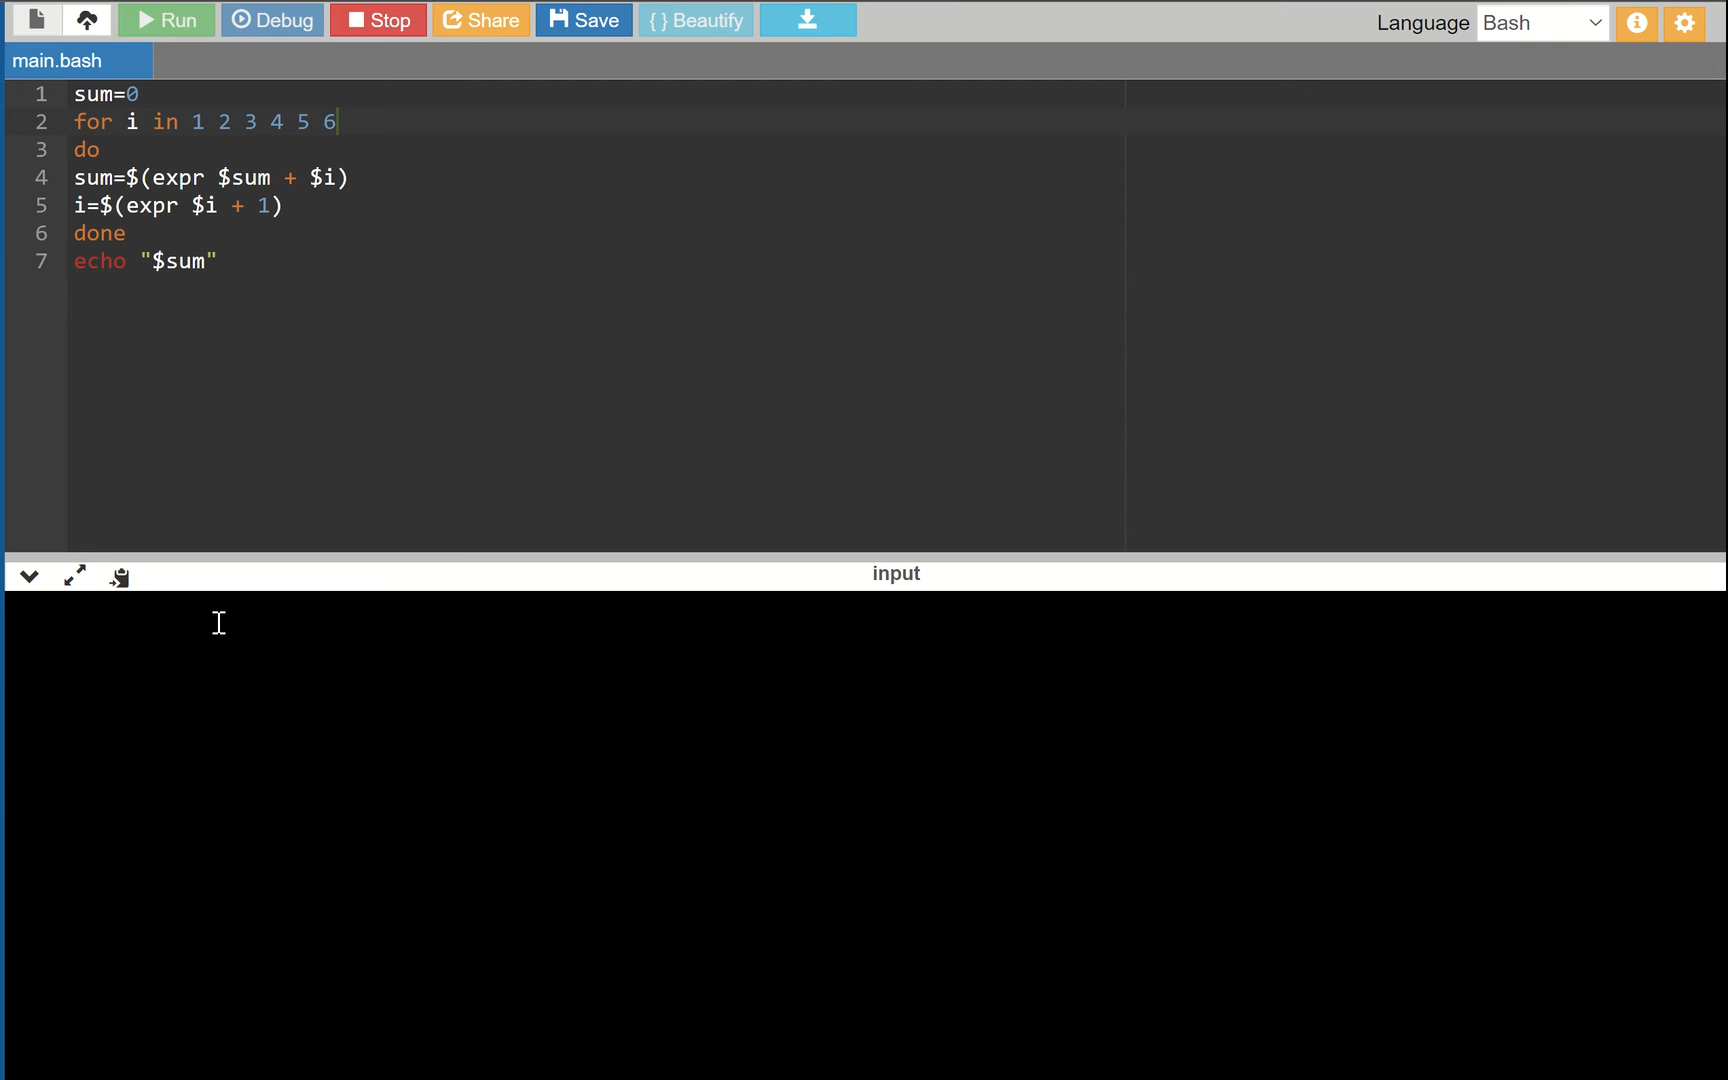 Run Debug Stop Share Save { } Beautify Language Bash
main.bash
1 sum=0
2 for i in 1 2 3 4 5 6
3 do
4 sum=$(expr $sum + $i)
5 i=$(expr $i + 1)
6 done
7 echo "$sum"
input